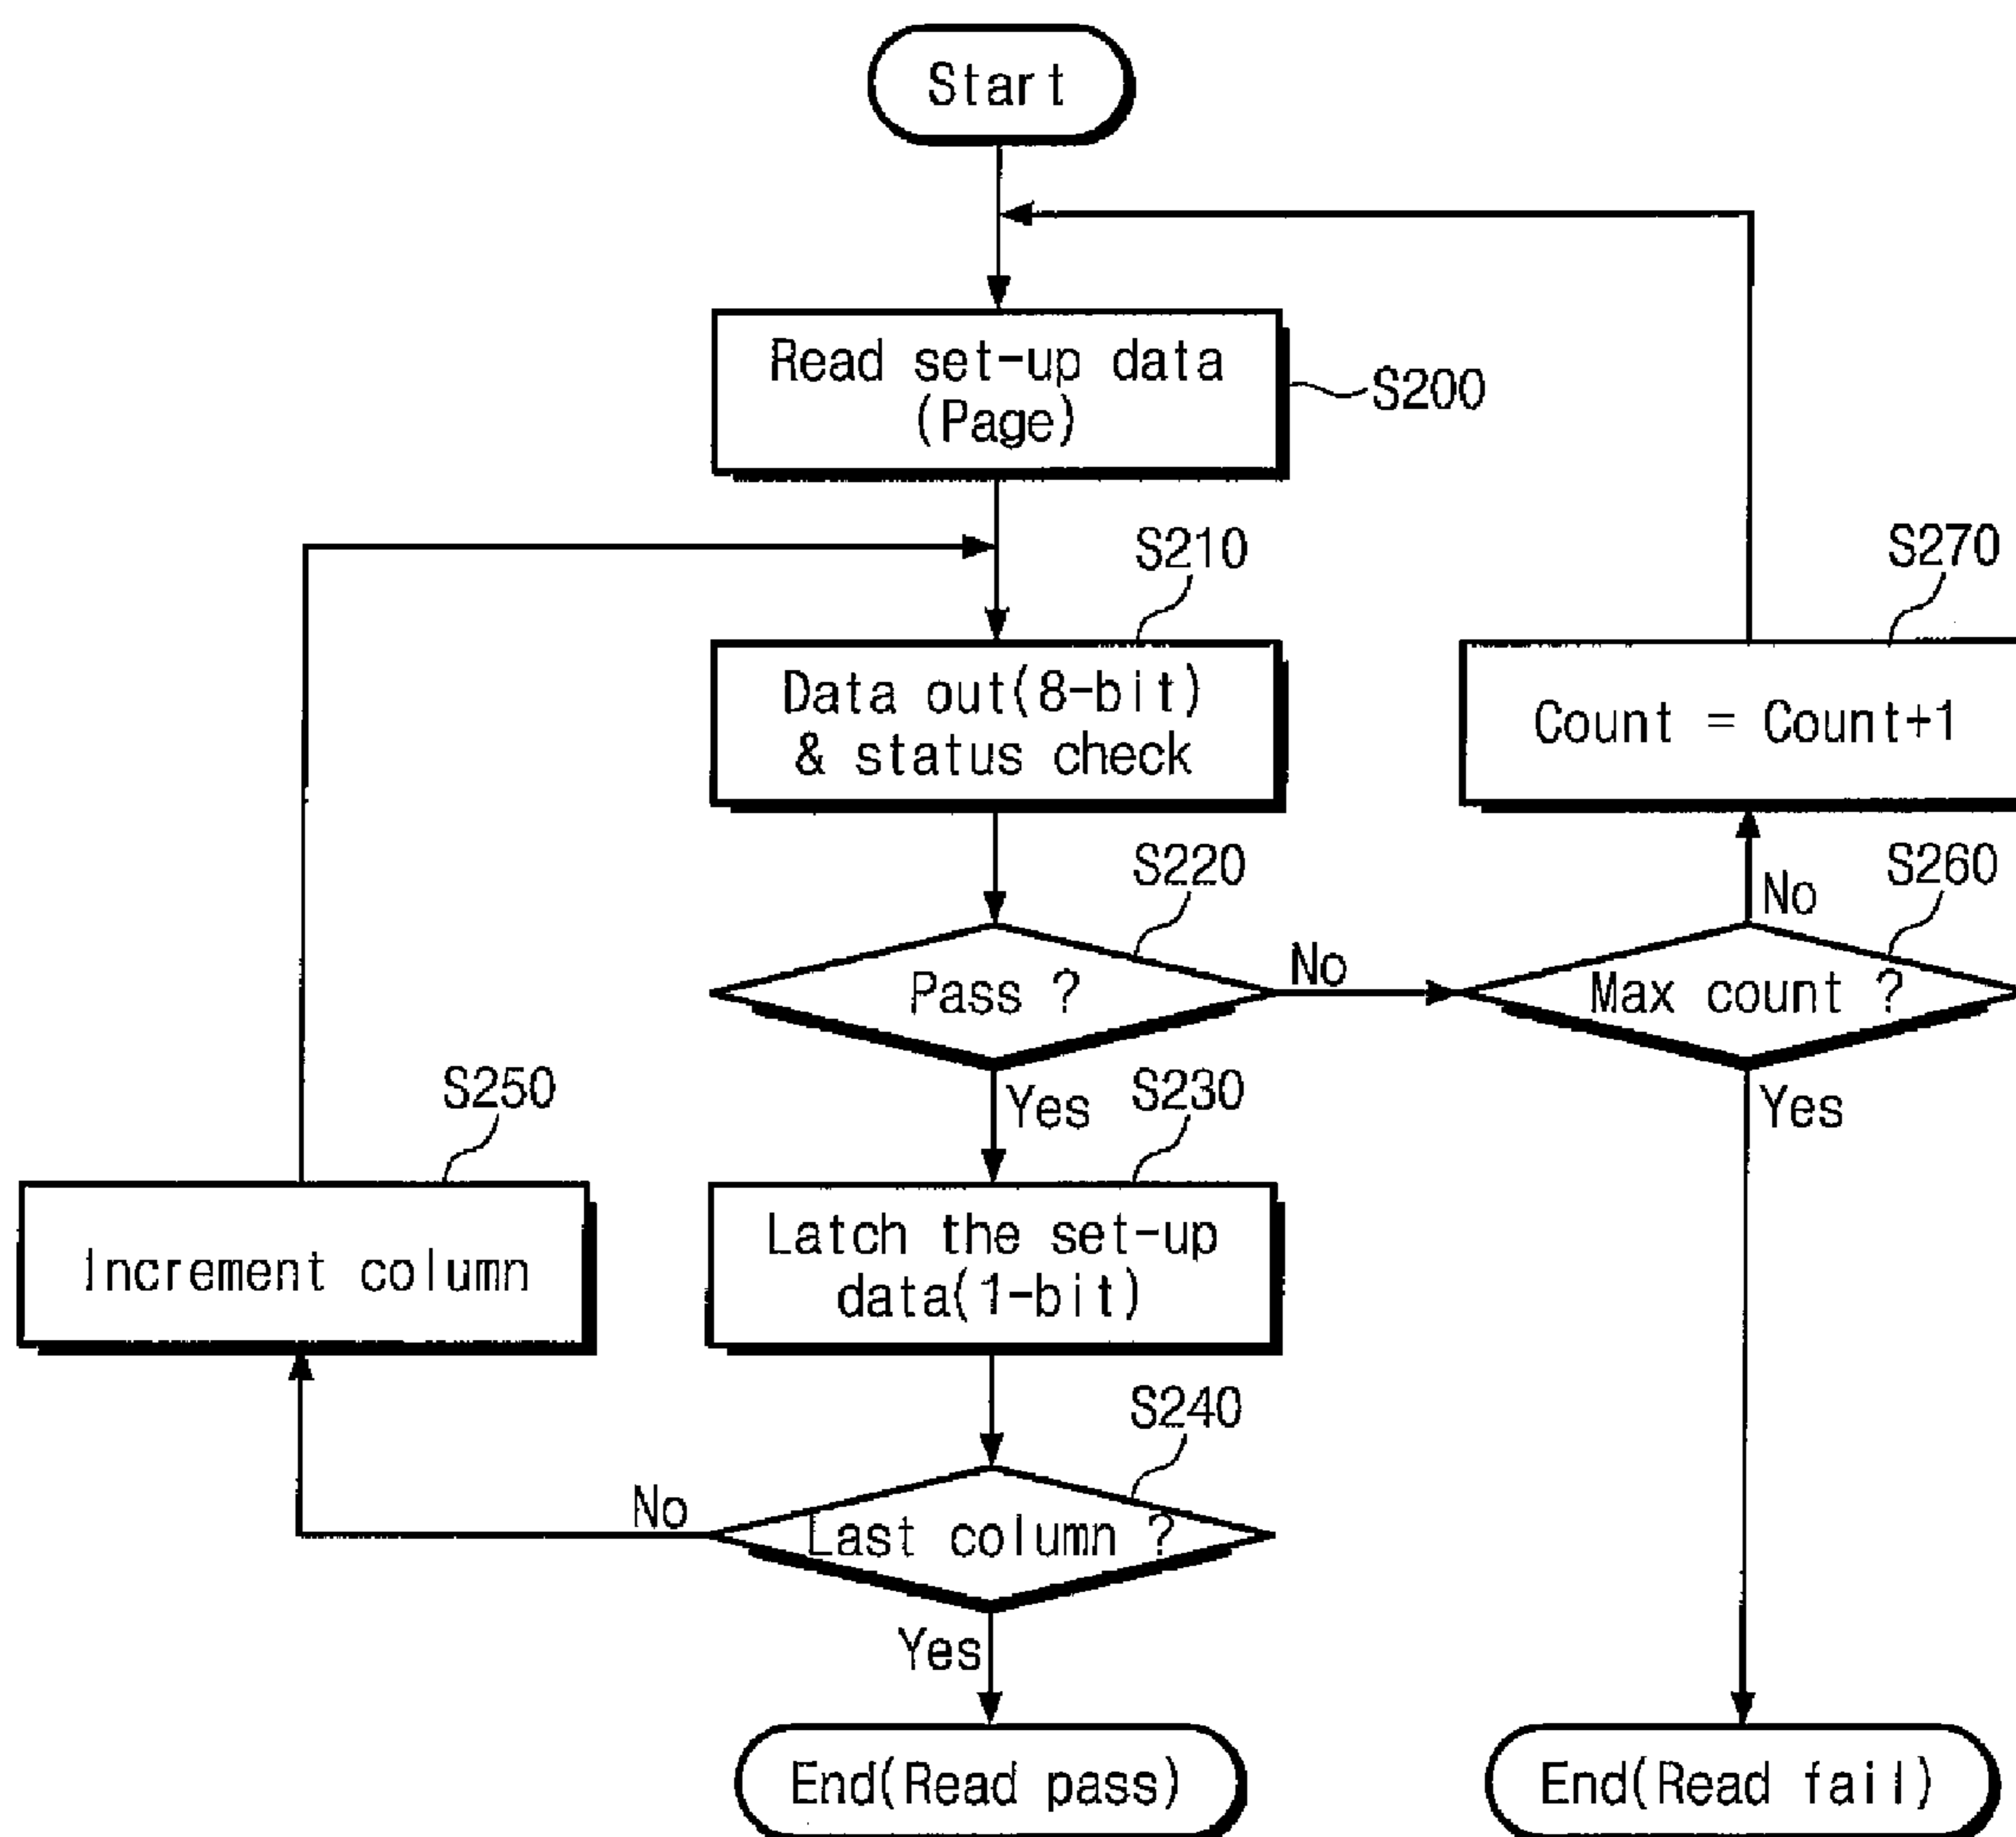 Start
Read set-up data
(Page)
S200
S210
S270
Data out(8-bit)
& status check
Count = Count+1
S220
S260
No
Pass ?
No
Max count ?
S250
Yes
S230
Yes
Increment column
Latch the set-up
data(1-bit)
S240
No
Last column ?
Yes
End(Read pass)
End(Read fail)